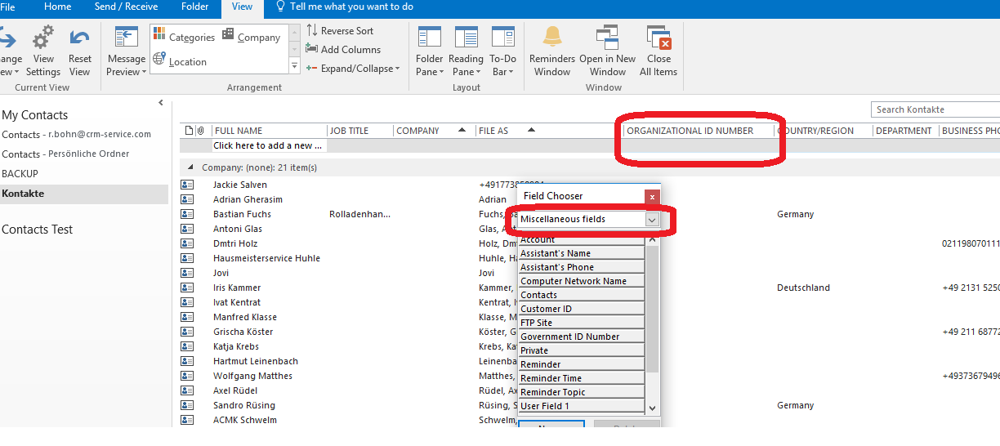 File Home Send / Receive Folder View Tell me what you want to do
ange View Reset Message Categories Company Reverse Sort Folder Reading To-Do Reminders Open in New Close
ew Settings View Preview Location Add Columns Pane Pane Bar Window Window All Items
Expand/Collapse
Current View Arrangement Layout Window
My Contacts
Contacts - r.bohn@crm-service.com
Contacts - Persönliche Ordner
BACKUP
Kontakte
Contacts Test
Search Kontakte
FULL NAME JOB TITLE COMPANY FILE AS ORGANIZATIONAL ID NUMBER COUNTRY/REGION DEPARTMENT BUSINESS PHO
Click here to add a new ...
Company: (none): 21 item(s)
Jackie Salven
Adrian Gherasim Adrian
Bastian Fuchs Rolladenhan... Fuchs, Germany
Antoni Glas Glas, Ant
Dmtri Holz Holz, Dm 021198070111
Hausmeisterservice Huhle Huhle, Ha
Jovi Jovi
Iris Kammer Kammer, Deutschland +49 2131 5250
Ivat Kentrat Kentrat, I
Manfred Klasse Klasse, M
Grischa Köster Köster, G +49 211 68772
Katja Krebs Krebs, Kat
Hartmut Leinenbach Leinenba
Wolfgang Matthes Matthes, +49373679496
Axel Rüdel Rüdel, Ax
Sandro Rüsing Rüsing, S Germany
ACMK Schwelm Schwelm,
Field Chooser
Miscellaneous fields
Account
Assistant's Name
Assistant's Phone
Computer Network Name
Contacts
Customer ID
FTP Site
Government ID Number
Private
Reminder
Reminder Time
Reminder Topic
User Field 1